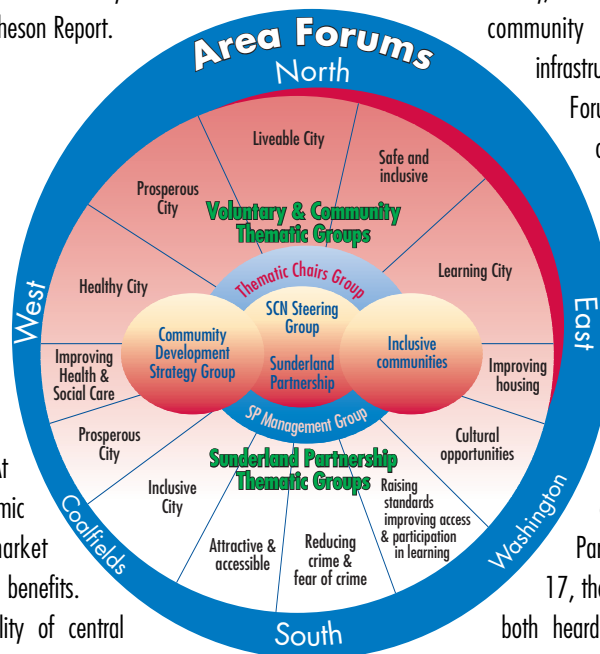 heson Report.
community
infrastru
Foru
Area Forums
North
Liveable City
Safe and
inclusive
Prosperous
City
Voluntary & Community
Thematic Groups
Learning City
Healthy City
Thematic Chairs Group
West
East
SCN Steering
Group
Sunderland
Partnership
Community
Development
Strategy Group
Inclusive
communities
Improving
Health &
Social Care
Improving
housing
SP Management Group
Prosperous
City
Cultural
opportunities
Sunderland Partnership
Thematic Groups
Inclusive
City
Raising
standards
improving access
& participation
in learning
Attractive &
accessible
Reducing
crime &
fear of crime
Coalfields
Washington
South
At
mic
market
benefits.
lity of central
Par
17, the
both heard